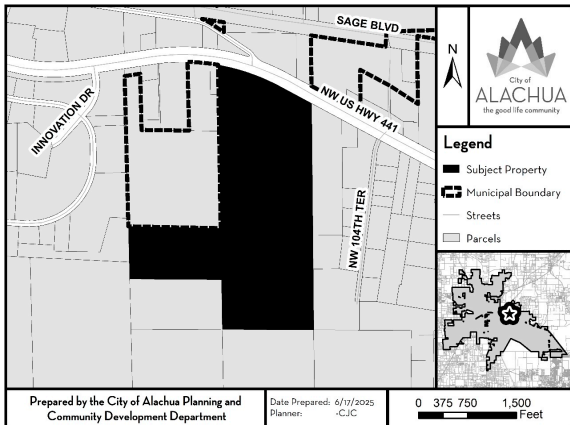 SAGE BLVD
INNOVATION DR
NW US HWY 441
NW 104TH TER
N
City of
ALACHUA
the good life community
Legend
Subject Property
Municipal Boundary
Streets
Parcels
Prepared by the City of Alachua Planning and
Community Development Department
Date Prepared: 6/17/2025
Planner: -CJC
0 375 750 1,500
Feet